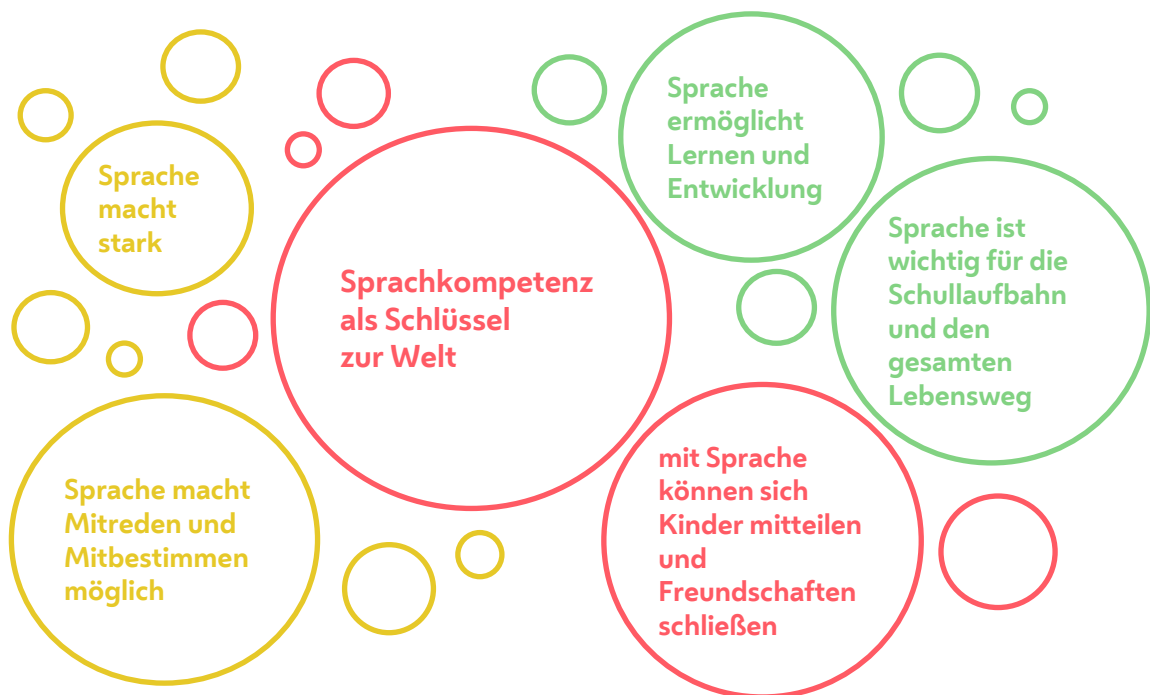 Sprache
macht
stark
Sprachkompetenz
als Schlüssel
zur Welt
Sprache
ermöglicht
Lernen und
Entwicklung
Sprache ist
wichtig für die
Schullaufbahn
und den
gesamten
Lebensweg
Sprache macht
Mitreden und
Mitbestimmen
möglich
mit Sprache
können sich
Kinder mitteilen
und
Freundschaften
schließen